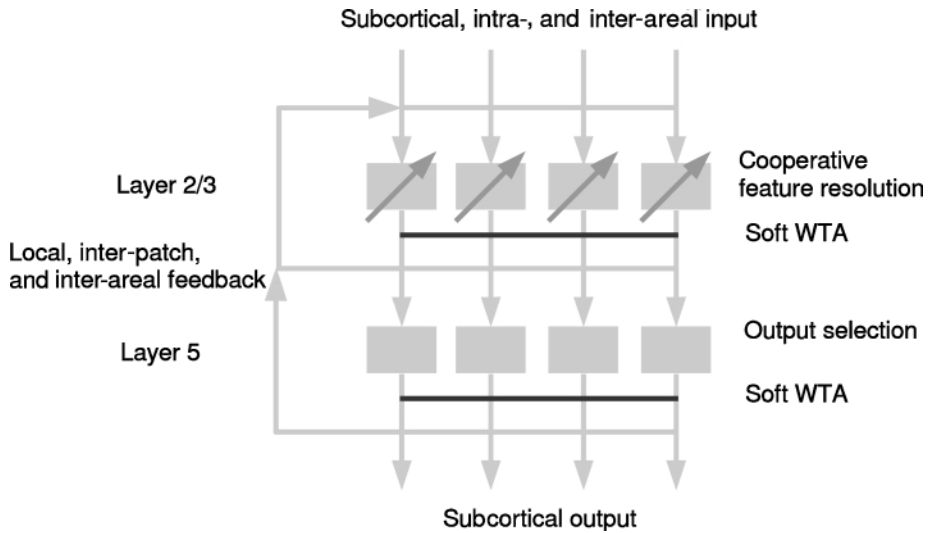 Subcortical, intra-, and inter-areal input
Cooperative
feature resolution
Layer 2/3
Soft WTA
Local, inter-patch,
and inter-areal feedback
Output selection
Layer 5
Soft WTA
Subcortical output